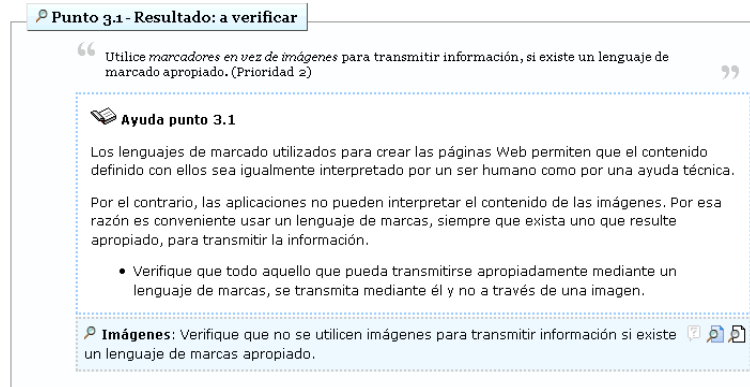 Punto 3.1 - Resultado: a verificar
“ Utilice marcadores en vez de imágenes para transmitir información, si existe un lenguaje de
marcado apropiado. (Prioridad 2) ”
Ayuda punto 3.1
Los lenguajes de marcado utilizados para crear las páginas Web permiten que el contenido
definido con ellos sea igualmente interpretado por un ser humano como por una ayuda técnica.
Por el contrario, las aplicaciones no pueden interpretar el contenido de las imágenes. Por esa
razón es conveniente usar un lenguaje de marcas, siempre que exista uno que resulte
apropiado, para transmitir la información.
• Verifique que todo aquello que pueda transmitirse apropiadamente mediante un
lenguaje de marcas, se transmita mediante él y no a través de una imagen.
Imágenes: Verifique que no se utilicen imágenes para transmitir información si existe
un lenguaje de marcas apropiado.